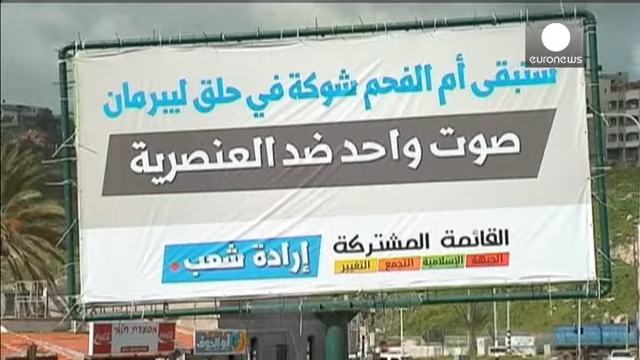 euronews
ستبقى أم الفحم شوكة في حلق ليبرمان
صوت واحد ضد العنصرية
القائمة المشتركة
الجبهة الإسلامية التجمع التغيير
إرادة شعب.